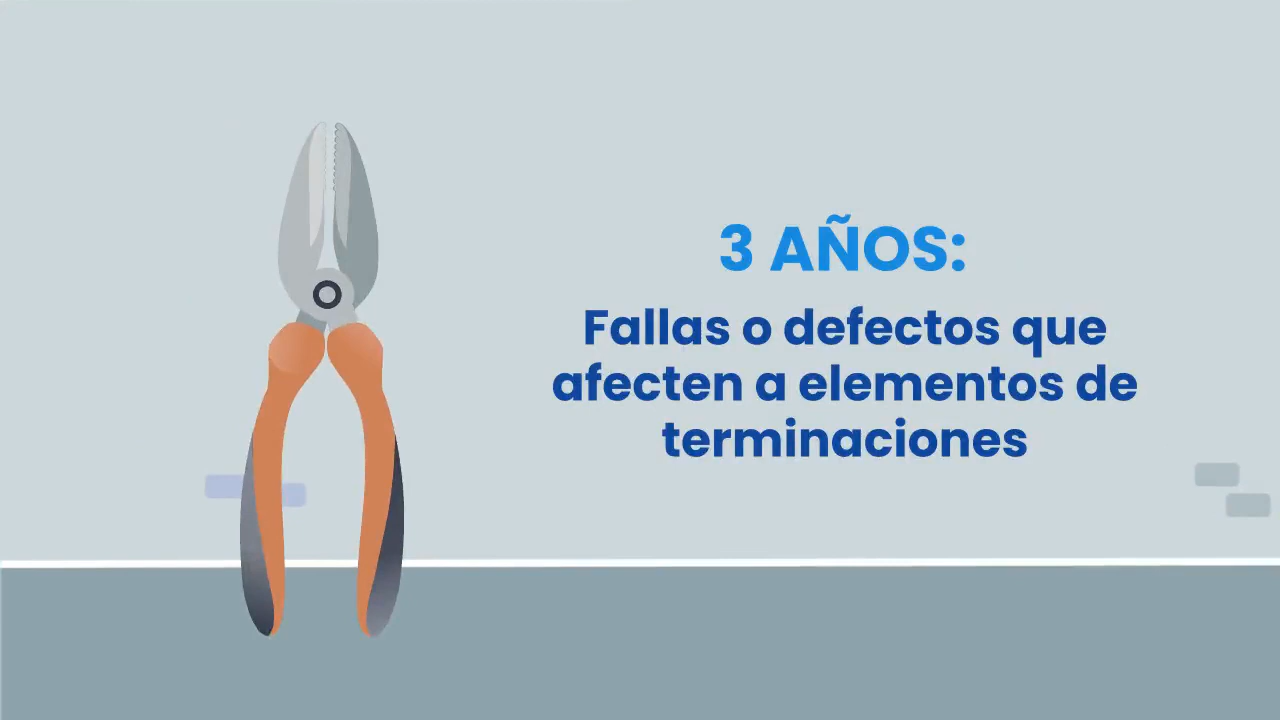 3 AÑOS:
Fallas o defectos que
afecten a elementos de
terminaciones